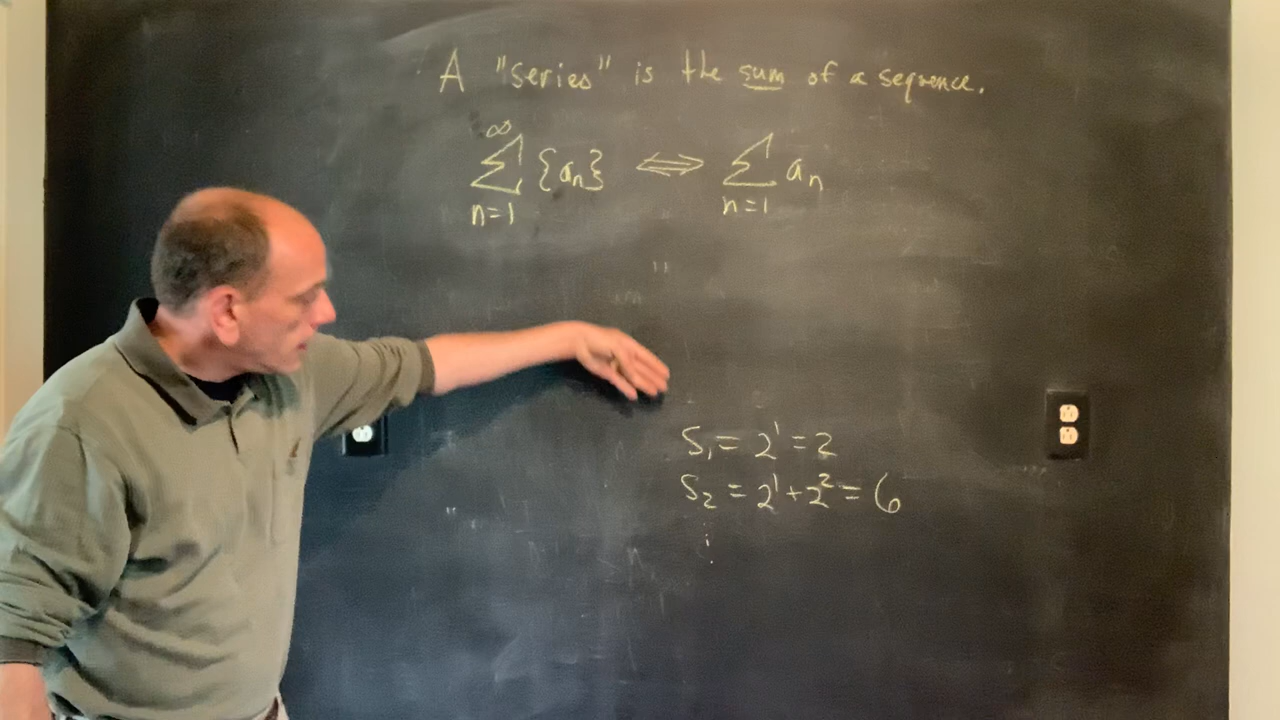 A "series" is the sum of a sequence.
∞
∑ {aₙ} ⟺ ∑ aₙ
n=1 n=1
S₁ = 2¹ = 2
S₂ = 2¹+2² = 6
⋮